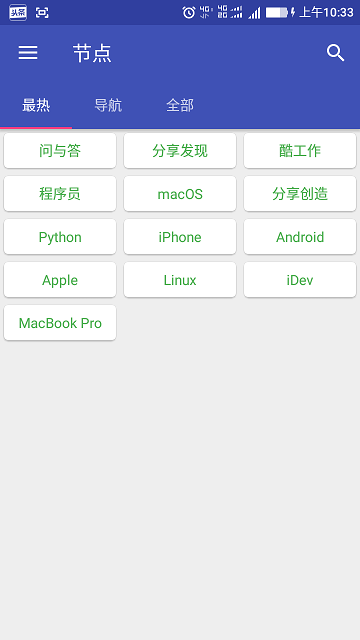 头条 上午10:33
节点
最热 导航 全部
问与答 分享发现 酷工作
程序员 macOS 分享创造
Python iPhone Android
Apple Linux iDev
MacBook Pro